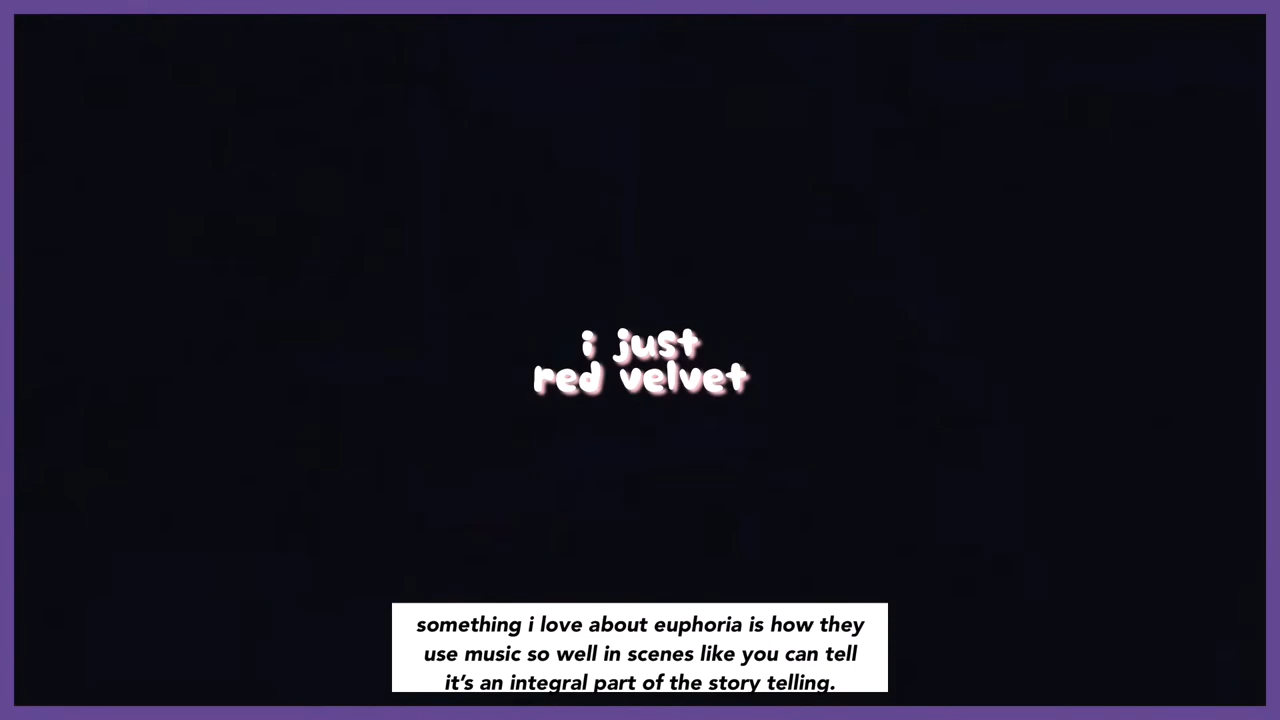 i just
red velvet
something i love about euphoria is how they
use music so well in scenes like you can tell
it’s an integral part of the story telling.